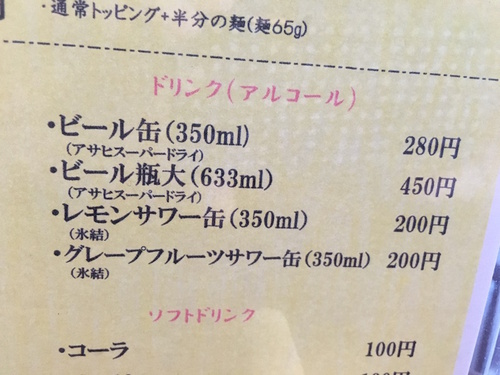 ・通常トッピング+半分の麺(麺65g)
ドリンク(アルコール)
・ビール缶(350ml) 280円
(アサヒスーパードライ)
・ビール瓶大(633ml) 450円
(アサヒスーパードライ)
・レモンサワー缶(350ml) 200円
(氷結)
・グレープフルーツサワー缶(350ml) 200円
(氷結)
ソフトドリンク
・コーラ 100円